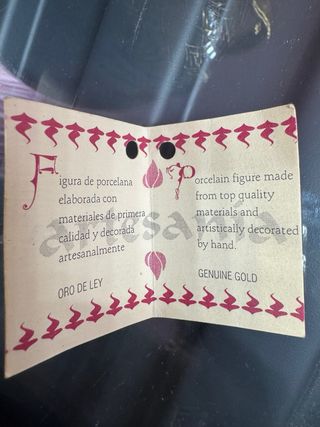 Figura de porcelana
elaborada con
materiales de primera
calidad y decorada
artesanalmente
ORO DE LEY
Porcelain figure made
from top quality
materials and
artistically decorated
by hand.
GENUINE GOLD
artesanía